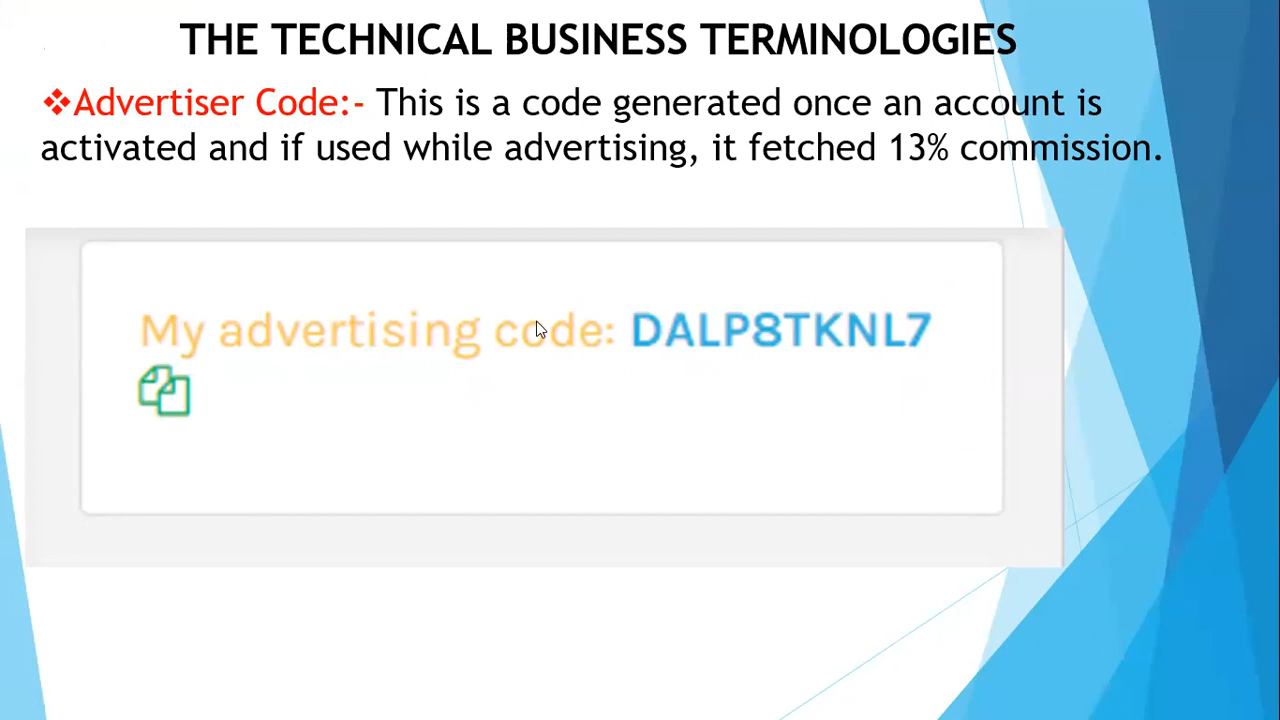 THE TECHNICAL BUSINESS TERMINOLOGIES
❖Advertiser Code:- This is a code generated once an account is
activated and if used while advertising, it fetched 13% commission.
My advertising code: DALP8TKNL7